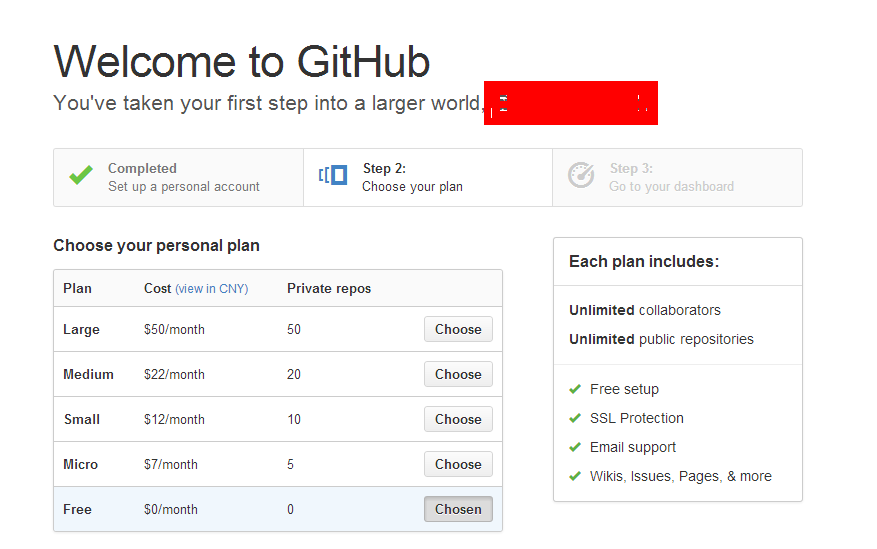 Welcome to GitHub
You've taken your first step into a larger world,
Completed
Set up a personal account
Step 2:
Choose your plan
Step 3:
Go to your dashboard
Choose your personal plan
Plan Cost (view in CNY) Private repos
Large $50/month 50 Choose
Medium $22/month 20 Choose
Small $12/month 10 Choose
Micro $7/month 5 Choose
Free $0/month 0 Chosen
Each plan includes:
Unlimited collaborators
Unlimited public repositories
Free setup
SSL Protection
Email support
Wikis, Issues, Pages, & more